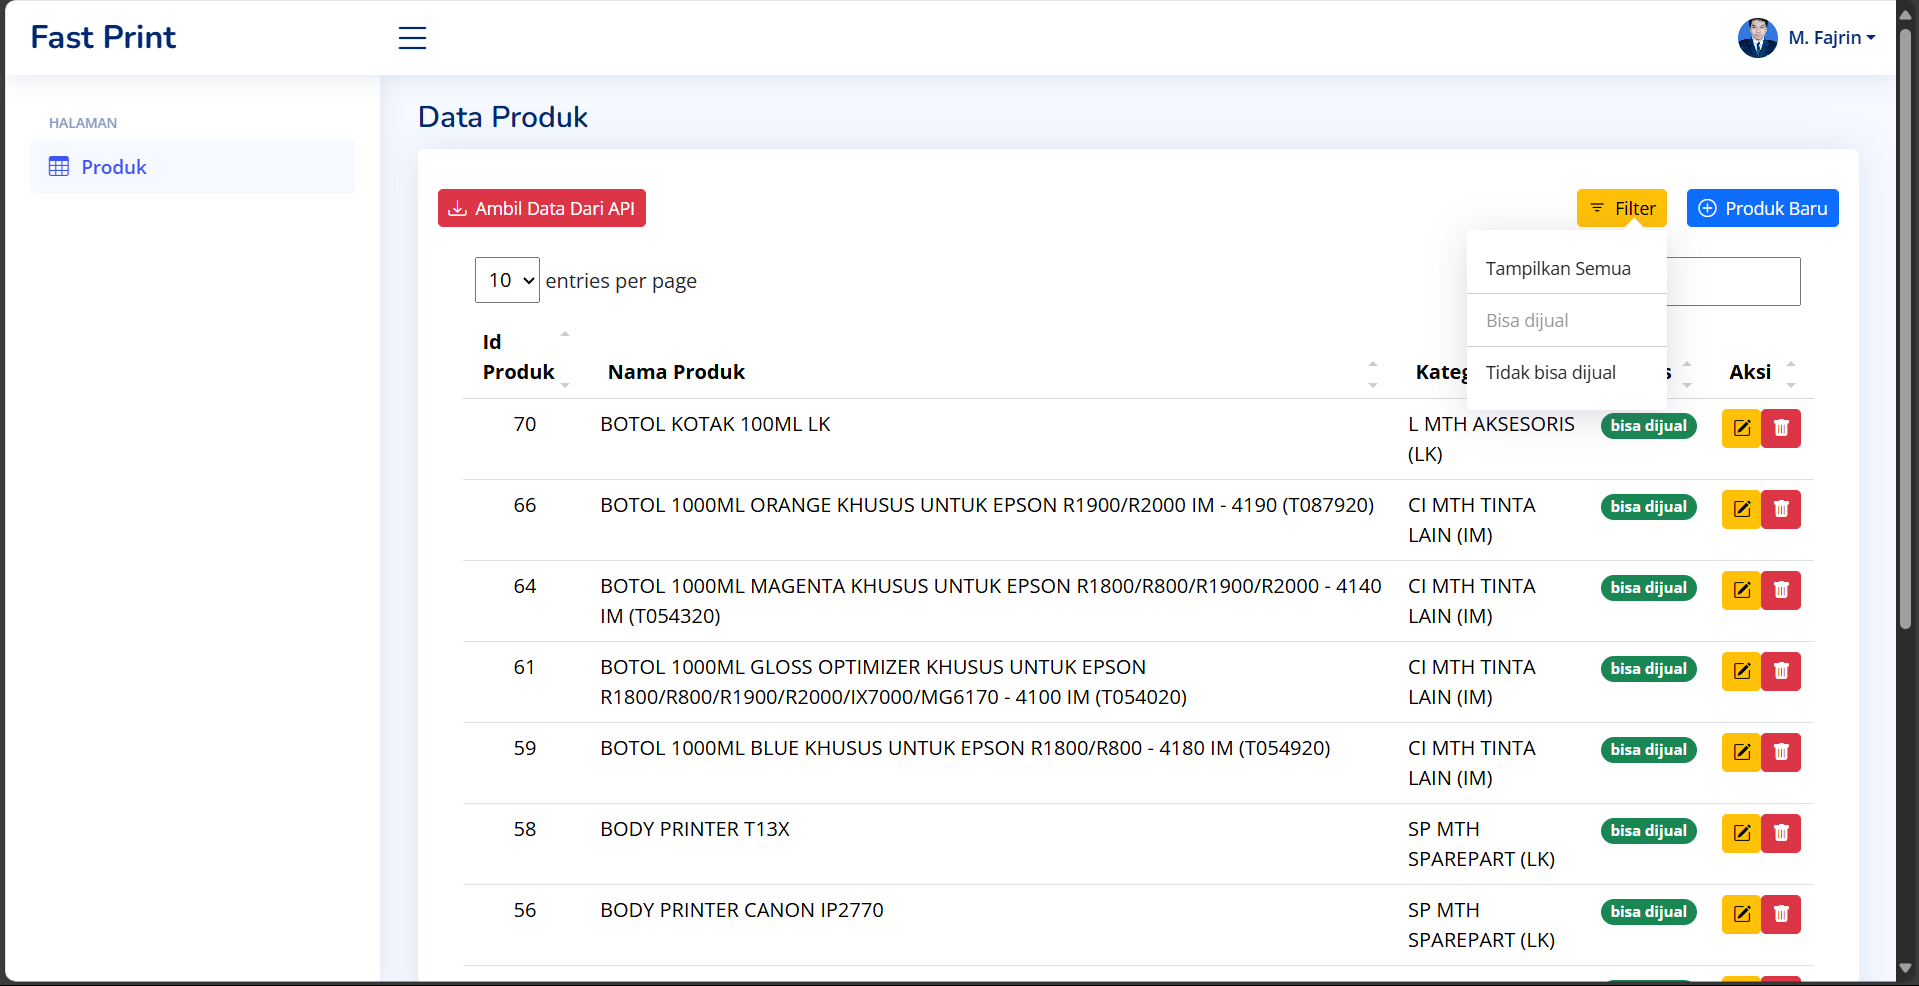 Fast Print
M. Fajrin
HALAMAN
Produk
Data Produk
Ambil Data Dari API
Filter
Produk Baru
Tampilkan Semua
Bisa dijual
Tidak bisa dijual
10 entries per page
Id Produk
Nama Produk
Kateg
s
Aksi
70
BOTOL KOTAK 100ML LK
L MTH AKSESORIS
(LK)
bisa dijual
66
BOTOL 1000ML ORANGE KHUSUS UNTUK EPSON R1900/R2000 IM - 4190 (T087920)
CI MTH TINTA
LAIN (IM)
bisa dijual
64
BOTOL 1000ML MAGENTA KHUSUS UNTUK EPSON R1800/R800/R1900/R2000 - 4140
IM (T054320)
CI MTH TINTA
LAIN (IM)
bisa dijual
61
BOTOL 1000ML GLOSS OPTIMIZER KHUSUS UNTUK EPSON
R1800/R800/R1900/R2000/IX7000/MG6170 - 4100 IM (T054020)
CI MTH TINTA
LAIN (IM)
bisa dijual
59
BOTOL 1000ML BLUE KHUSUS UNTUK EPSON R1800/R800 - 4180 IM (T054920)
CI MTH TINTA
LAIN (IM)
bisa dijual
58
BODY PRINTER T13X
SP MTH
SPAREPART (LK)
bisa dijual
56
BODY PRINTER CANON IP2770
SP MTH
SPAREPART (LK)
bisa dijual